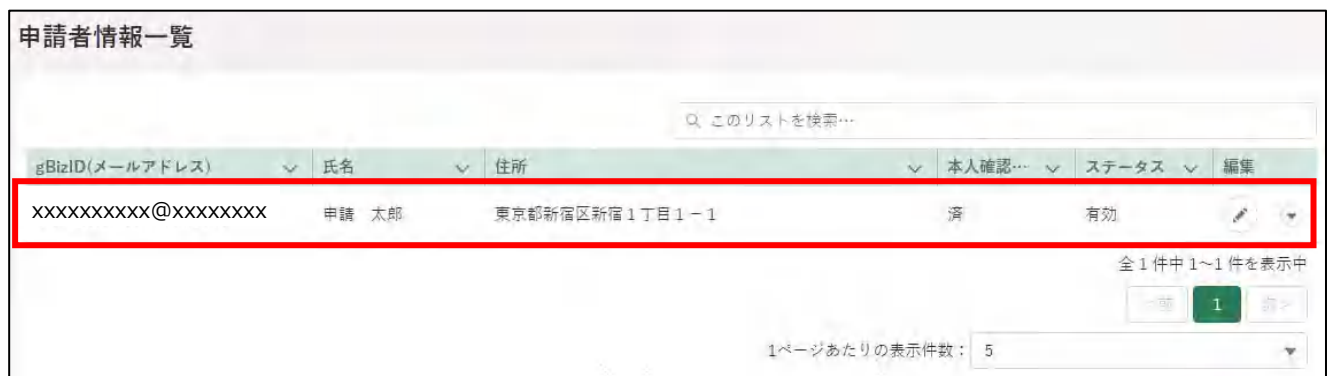 申請者情報一覧
このリストを検索…
gBizID(メールアドレス) 氏名 住所 本人確認… ステータス 編集
xxxxxxxxxx@xxxxxxxx 申請 太郎 東京都新宿区新宿1丁目1-1 済 有効
全1件中1~1件を表示中
<前 1 次>
1ページあたりの表示件数: 5